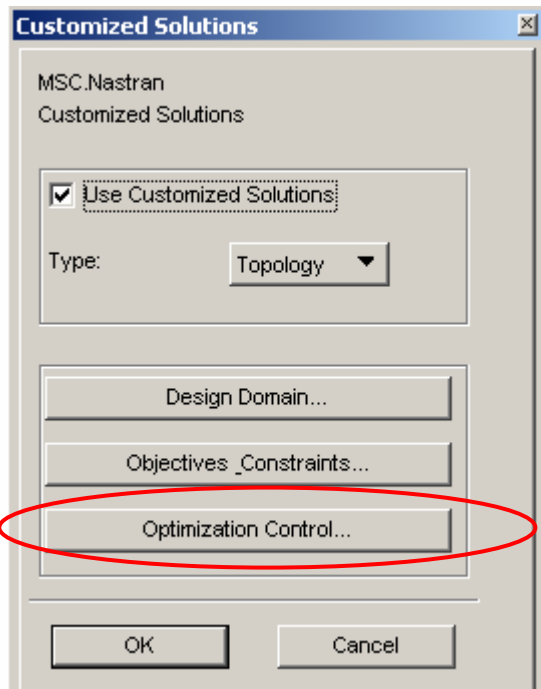 Customized Solutions
MSC.Nastran
Customized Solutions
Use Customized Solutions
Type: Topology
Design Domain...
Objectives _Constraints...
Optimization Control...
OK Cancel